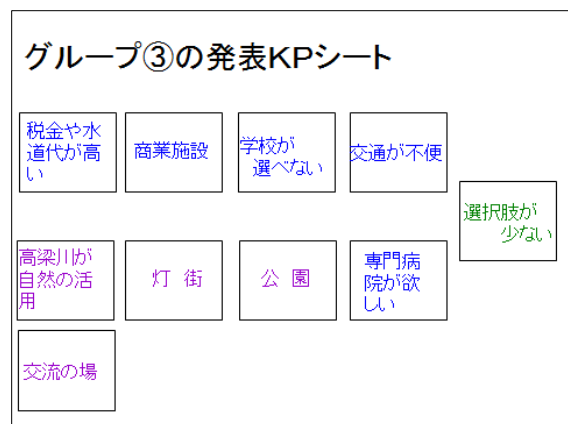 グループ③の発表KPシート
税金や水
道代が高
い
商業施設
学校が
選べない
交通が不便
選択肢が
少ない
高梁川が
自然の活
用
灯 街
公 園
専門病
院が欲
しい
交流の場